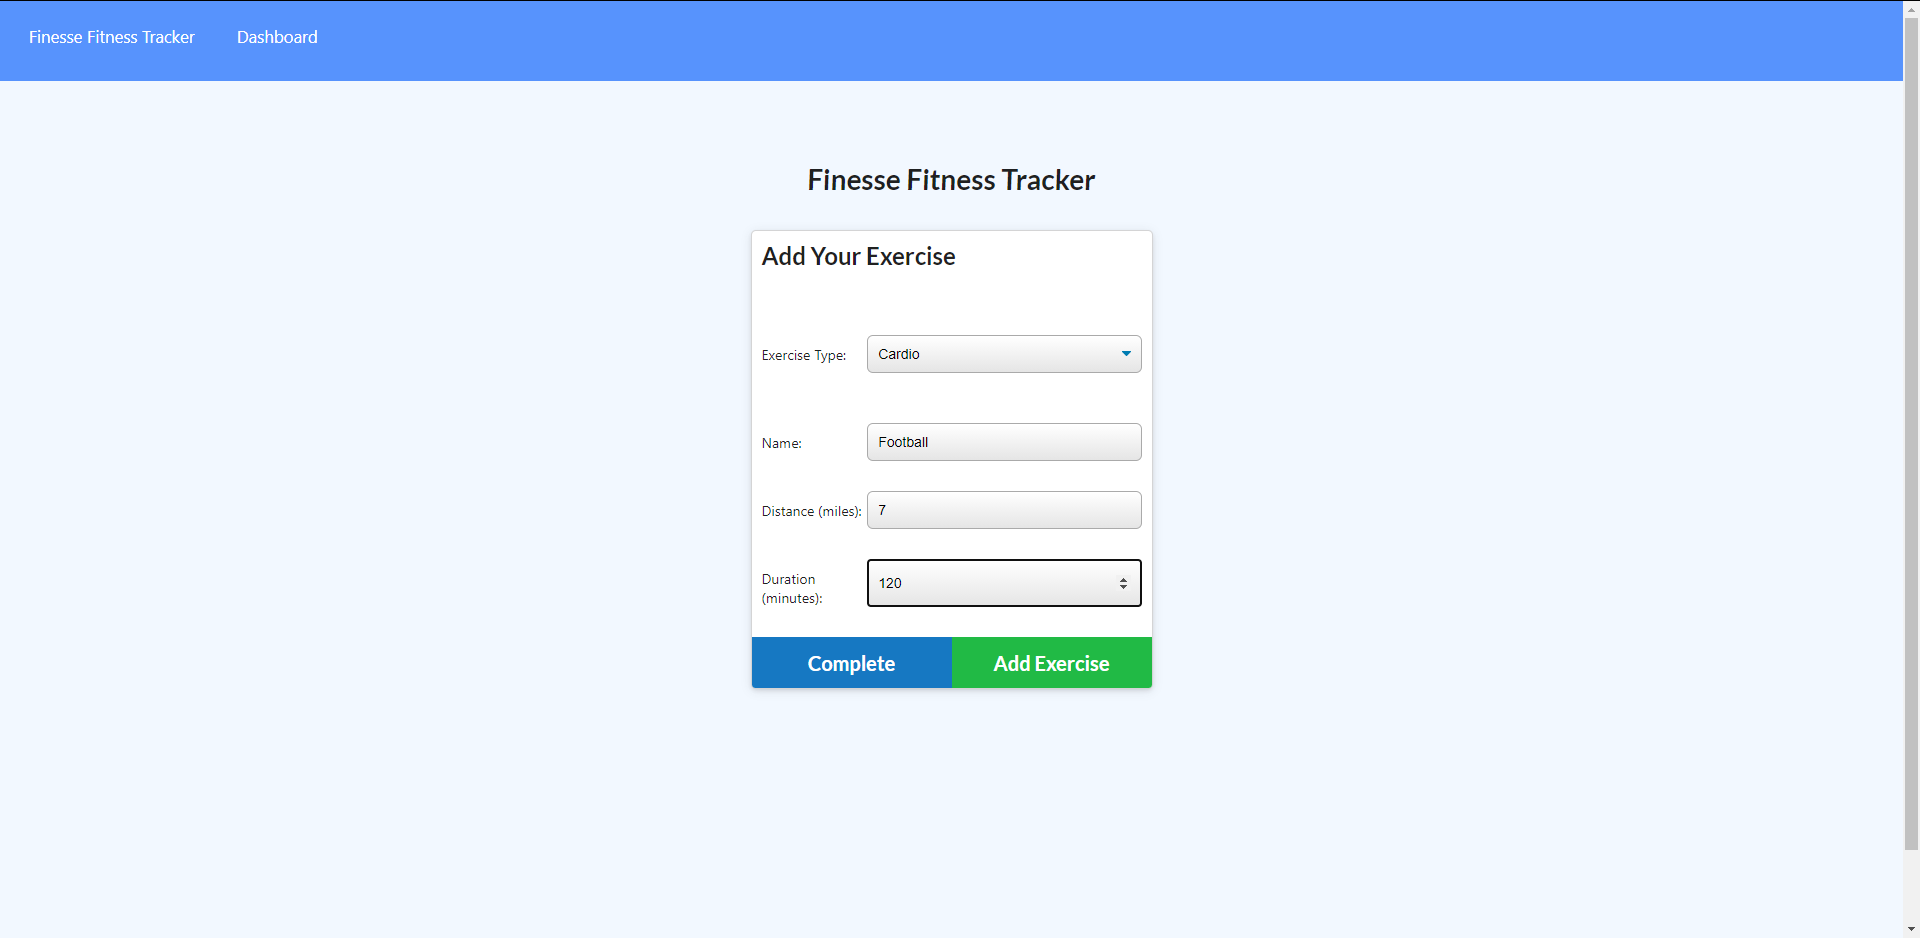 Finesse Fitness Tracker Dashboard
Finesse Fitness Tracker
Add Your Exercise
Exercise Type: Cardio
Name: Football
Distance (miles): 7
Duration
(minutes): 120
Complete Add Exercise